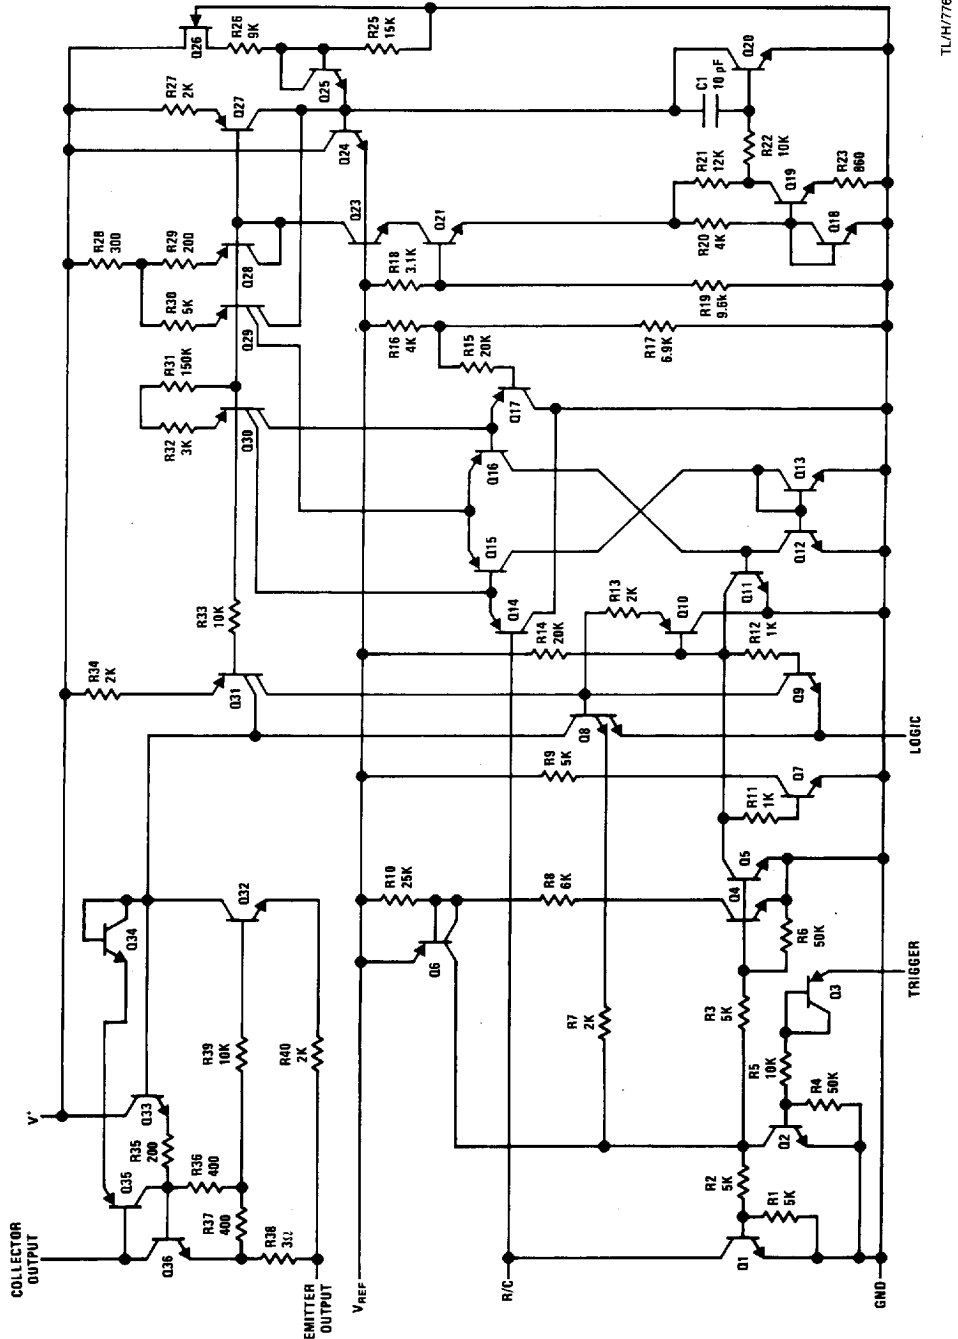 TL/H/776
COLLECTOR
OUTPUT
V+
EMITTER
OUTPUT
VREF
R/C
GND
TRIGGER
LOGIC
Q26
R26
9K
R25
15K
Q25
R27
2K
Q27
Q24
C1
10 pF
Q20
R22
10K
R21
12K
Q19
R23
860
R20
4K
Q18
Q23
Q21
R18
3.1K
R19
9.6k
R28
300
R29
200
Q28
R30
5K
Q29
R16
4K
R17
6.9K
R15
20K
Q17
R31
150K
R32
3K
Q30
Q16
Q15
Q14
Q13
Q12
Q11
R33
10K
R34
2K
Q31
R14
20K
R13
2K
Q10
R12
1K
Q9
Q8
R9
5K
R11
1K
Q7
Q34
Q32
R10
25K
Q6
R8
6K
Q4
Q5
R6
50K
Q3
R3
5K
R7
2K
R5
10K
R4
50K
Q2
R39
10K
R40
2K
Q33
R35
200
Q35
R36
400
R37
400
Q36
R38
3Ω
R2
5K
R1
5K
Q1